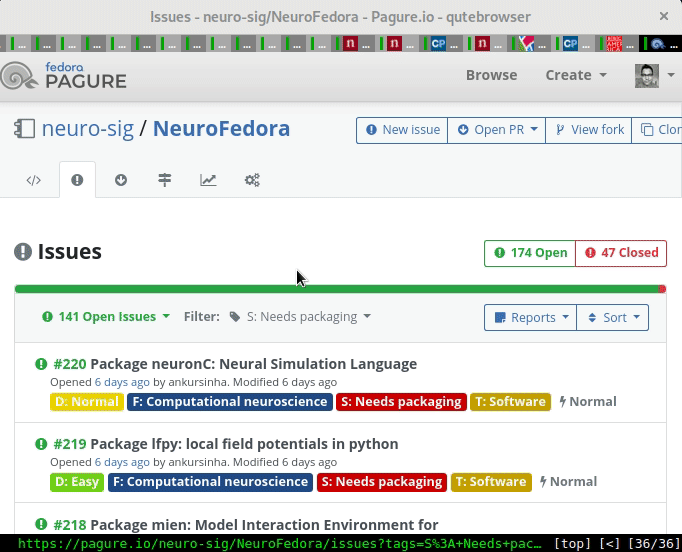 Issues - neuro-sig/NeuroFedora - Pagure.io - qutebrowser
fedora
PAGURE
Browse
Create
neuro-sig / NeuroFedora
New issue
Open PR
View fork
Clon
Issues
174 Open
47 Closed
141 Open Issues
Filter:
S: Needs packaging
Reports
Sort
#220 Package neuronC: Neural Simulation Language
Opened 6 days ago by ankursinha. Modified 6 days ago
D: Normal F: Computational neuroscience S: Needs packaging T: Software Normal
#219 Package lfpy: local field potentials in python
Opened 6 days ago by ankursinha. Modified 6 days ago
D: Easy F: Computational neuroscience S: Needs packaging T: Software Normal
#218 Package mien: Model Interaction Environment for
https://pagure.io/neuro-sig/NeuroFedora/issues?tags=S%3A+Needs+pac… [top] [<] [36/36]